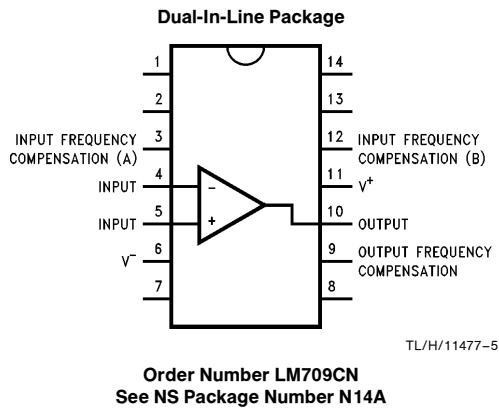 Dual-In-Line Package
1 14
2 13
INPUT FREQUENCY 3 12 INPUT FREQUENCY
COMPENSATION (A) COMPENSATION (B)
INPUT 4 − 11 V+
INPUT 5 + 10 OUTPUT
V− 6 9 OUTPUT FREQUENCY
COMPENSATION
7 8
TL/H/11477–5
Order Number LM709CN
See NS Package Number N14A